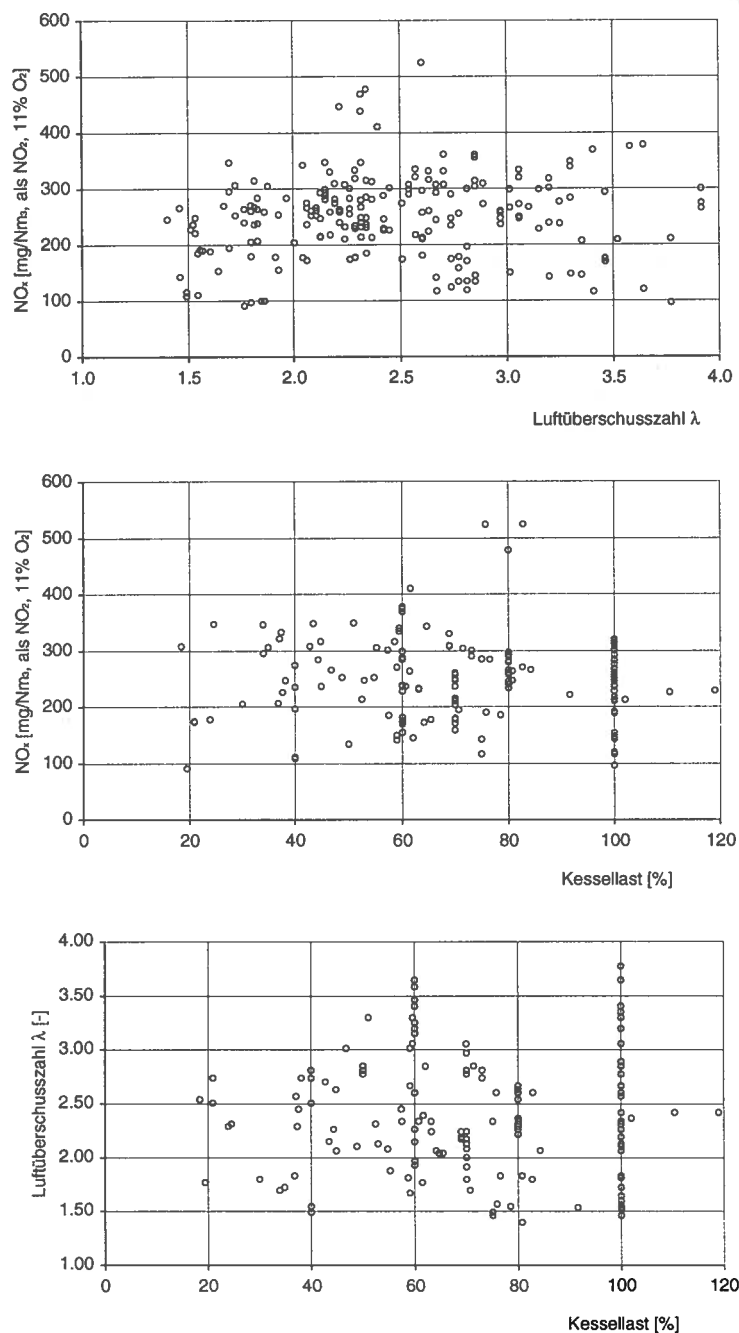 600
500
400
300
200
100
0
NOx [mg/Nm3, als NO2, 11% O2]
1.0 1.5 2.0 2.5 3.0 3.5 4.0
Luftüberschusszahl λ
600
500
400
300
200
100
0
NOx [mg/Nm3, als NO2, 11% O2]
0 20 40 60 80 100 120
Kessellast [%]
4.00
3.50
3.00
2.50
2.00
1.50
1.00
Luftüberschusszahl λ [-]
0 20 40 60 80 100 120
Kessellast [%]